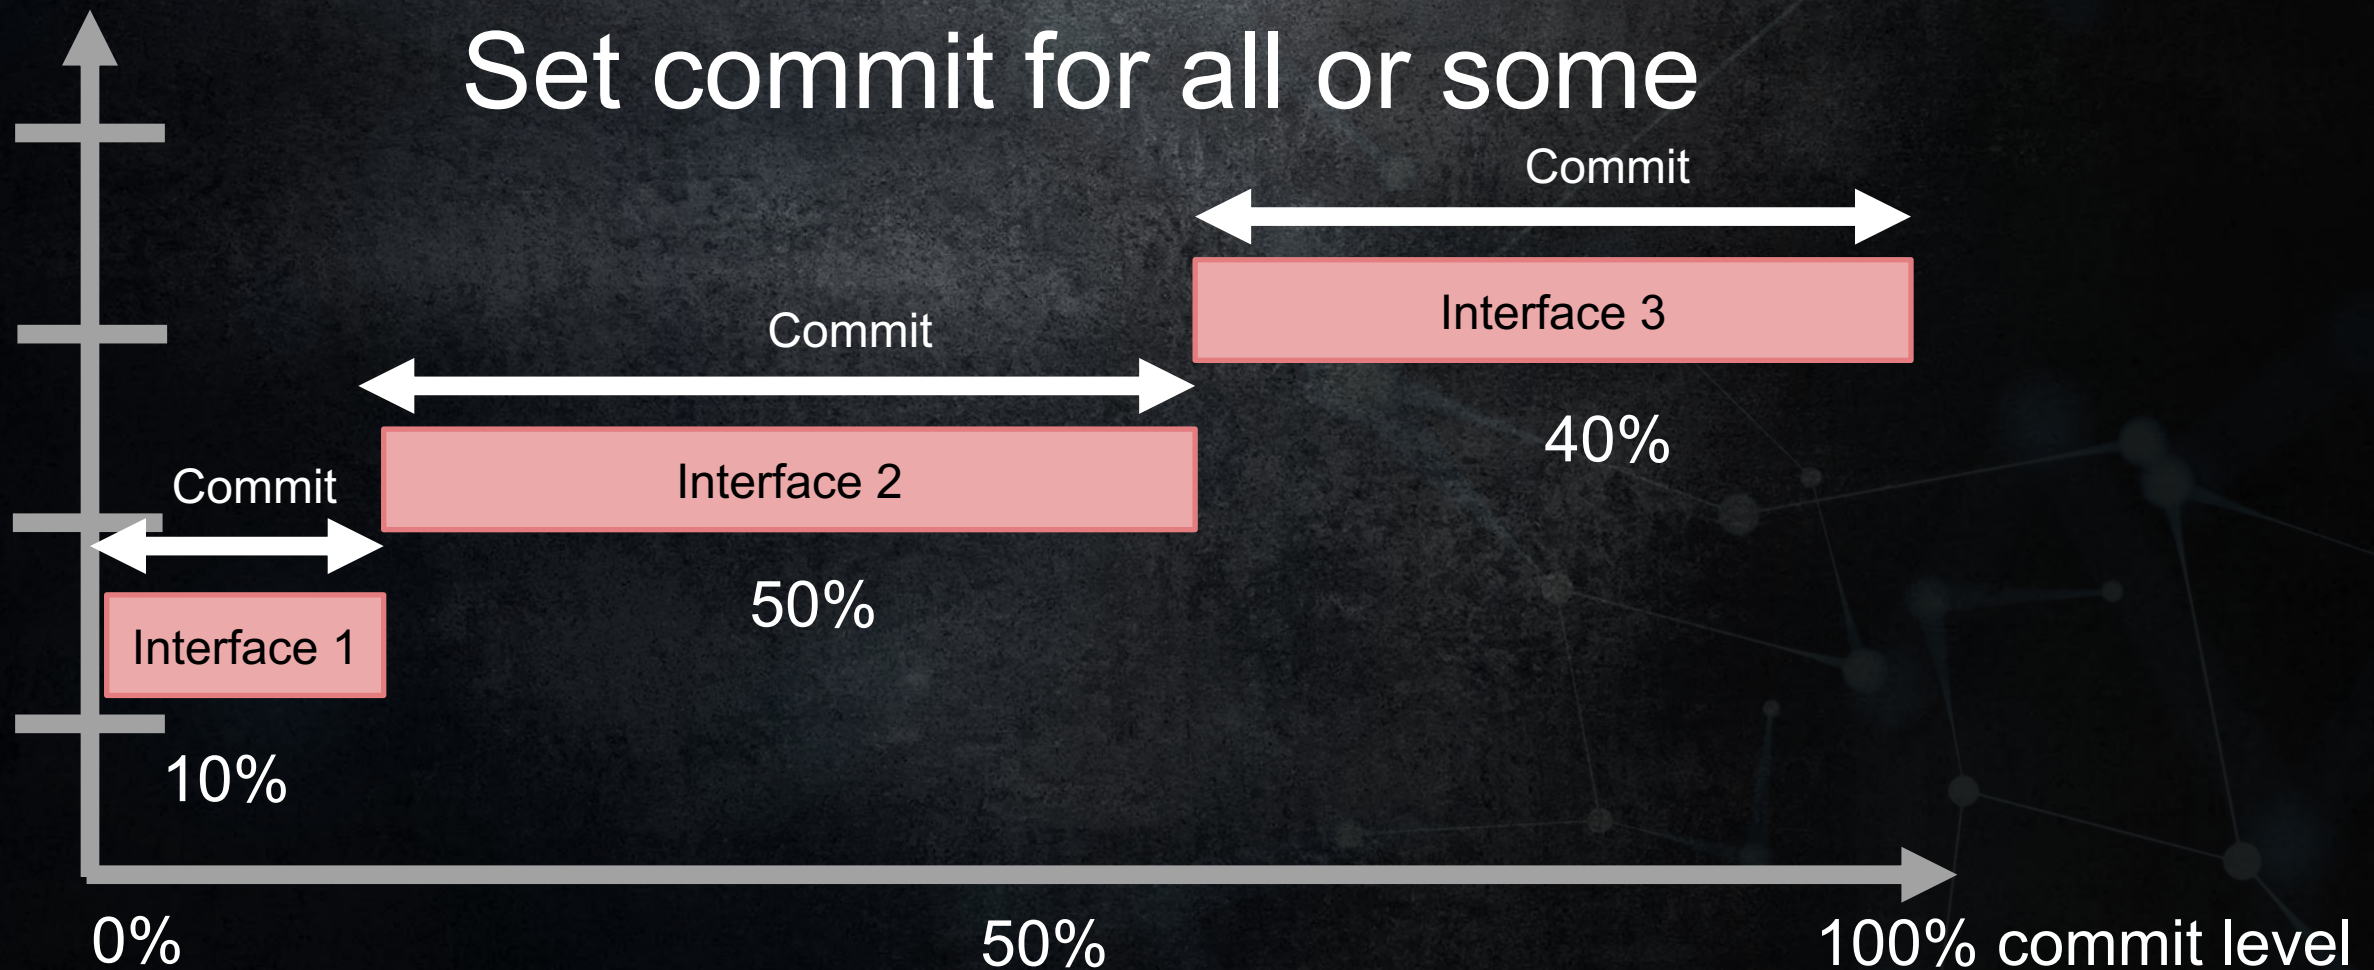 Set commit for all or some
Commit
Interface 3
40%
Commit
Interface 2
50%
Commit
Interface 1
10%
0%
50%
100% commit level